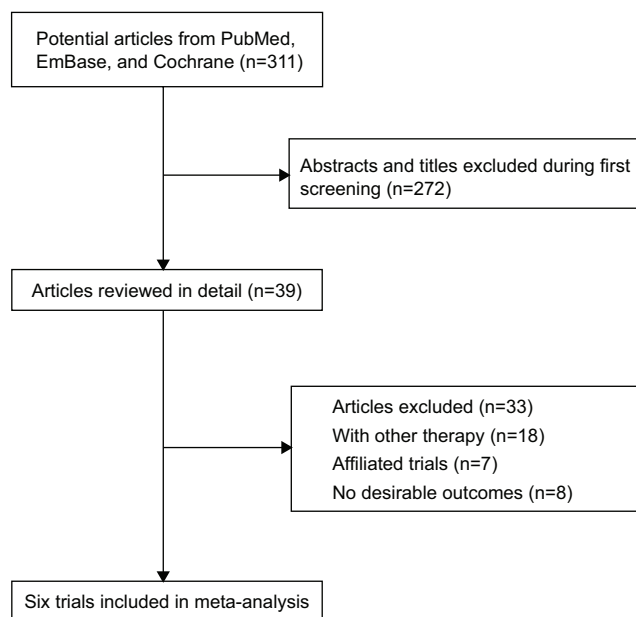 Potential articles from PubMed,
EmBase, and Cochrane (n=311)
Abstracts and titles excluded during first
screening (n=272)
Articles reviewed in detail (n=39)
Articles excluded (n=33)
With other therapy (n=18)
Affiliated trials (n=7)
No desirable outcomes (n=8)
Six trials included in meta-analysis